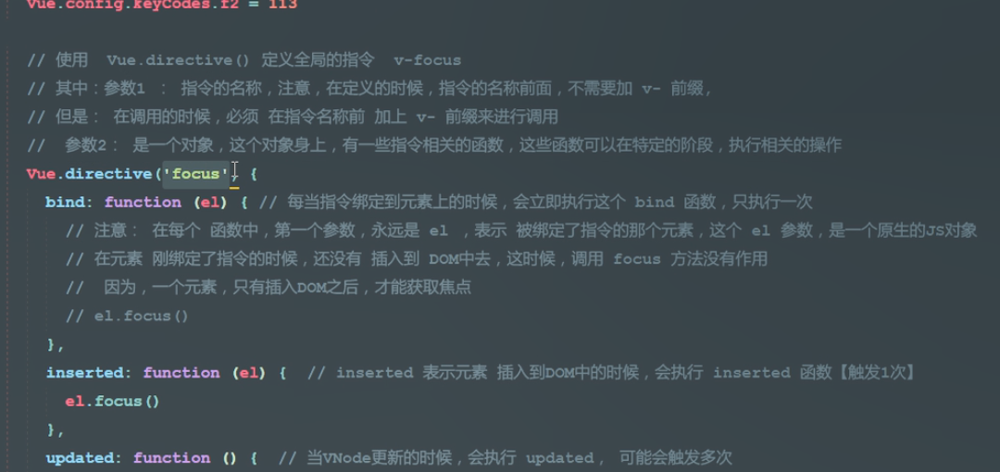 Vue.config.keyCodes.f2 = 113
// 使用 Vue.directive() 定义全局的指令 v-focus
// 其中：参数1 ： 指令的名称，注意，在定义的时候，指令的名称前面，不需要加 v- 前缀，
// 但是： 在调用的时候，必须 在指令名称前 加上 v- 前缀来进行调用
// 参数2： 是一个对象，这个对象身上，有一些指令相关的函数，这些函数可以在特定的阶段，执行相关的操作
Vue.directive('focus', {
bind: function (el) { // 每当指令绑定到元素上的时候，会立即执行这个 bind 函数，只执行一次
// 注意： 在每个 函数中，第一个参数，永远是 el ，表示 被绑定了指令的那个元素，这个 el 参数，是一个原生的JS对象
// 在元素 刚绑定了指令的时候，还没有 插入到 DOM中去，这时候，调用 focus 方法没有作用
// 因为，一个元素，只有插入DOM之后，才能获取焦点
// el.focus()
},
inserted: function (el) { // inserted 表示元素 插入到DOM中的时候，会执行 inserted 函数【触发1次】
el.focus()
},
updated: function () { // 当VNode更新的时候，会执行 updated， 可能会触发多次